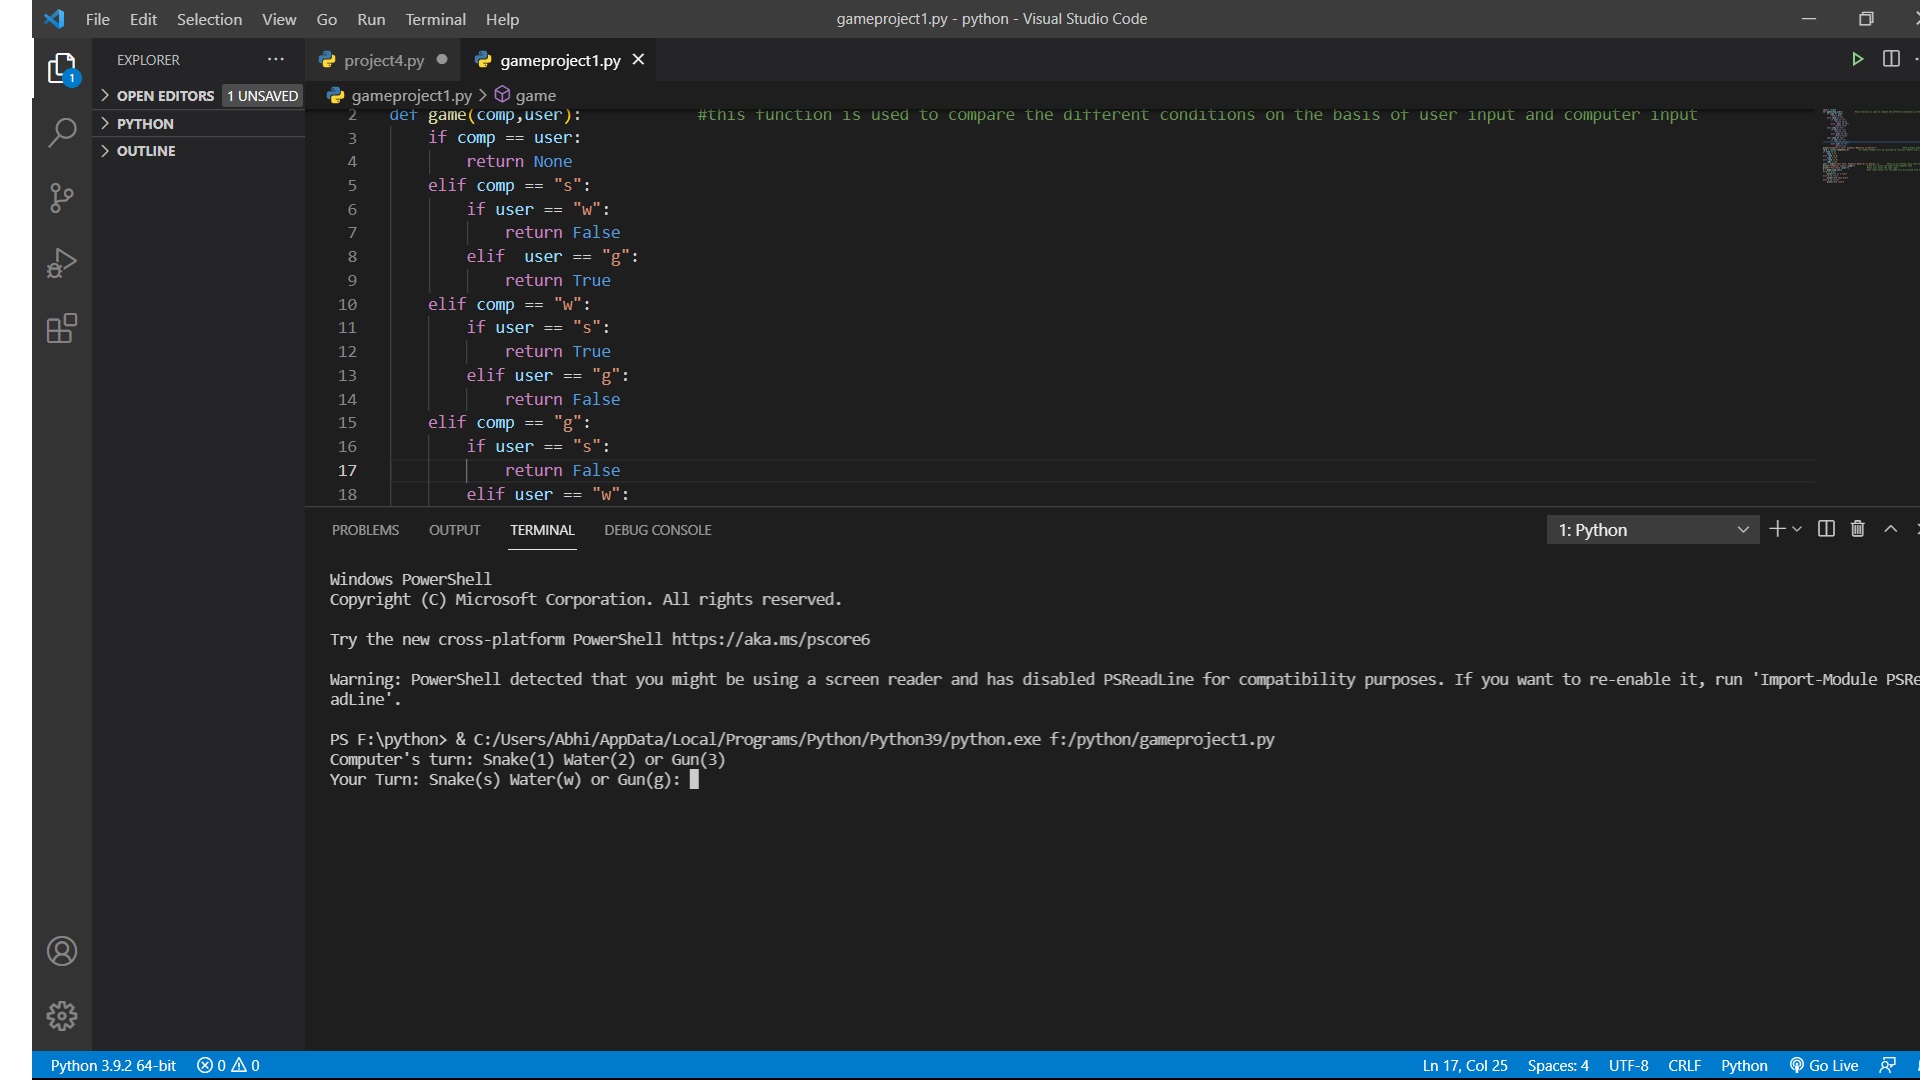 File Edit Selection View Go Run Terminal Help
gameproject1.py - python - Visual Studio Code
EXPLORER
project4.py
gameproject1.py
1
OPEN EDITORS 1 UNSAVED
PYTHON
OUTLINE
gameproject1.py > game
2 def game(comp,user): #this function is used to compare the different conditions on the basis of user input and computer input
3 if comp == user:
4 return None
5 elif comp == "s":
6 if user == "w":
7 return False
8 elif  user == "g":
9 return True
10 elif comp == "w":
11 if user == "s":
12 return True
13 elif user == "g":
14 return False
15 elif comp == "g":
16 if user == "s":
17 return False
18 elif user == "w":
PROBLEMS OUTPUT TERMINAL DEBUG CONSOLE
1: Python
Windows PowerShell
Copyright (C) Microsoft Corporation. All rights reserved.
Try the new cross-platform PowerShell https://aka.ms/pscore6
Warning: PowerShell detected that you might be using a screen reader and has disabled PSReadLine for compatibility purposes. If you want to re-enable it, run 'Import-Module PSRe
adLine'.
PS F:\python> & C:/Users/Abhi/AppData/Local/Programs/Python/Python39/python.exe f:/python/gameproject1.py
Computer's turn: Snake(1) Water(2) or Gun(3)
Your Turn: Snake(s) Water(w) or Gun(g):
Python 3.9.2 64-bit 0 0
Ln 17, Col 25 Spaces: 4 UTF-8 CRLF Python Go Live